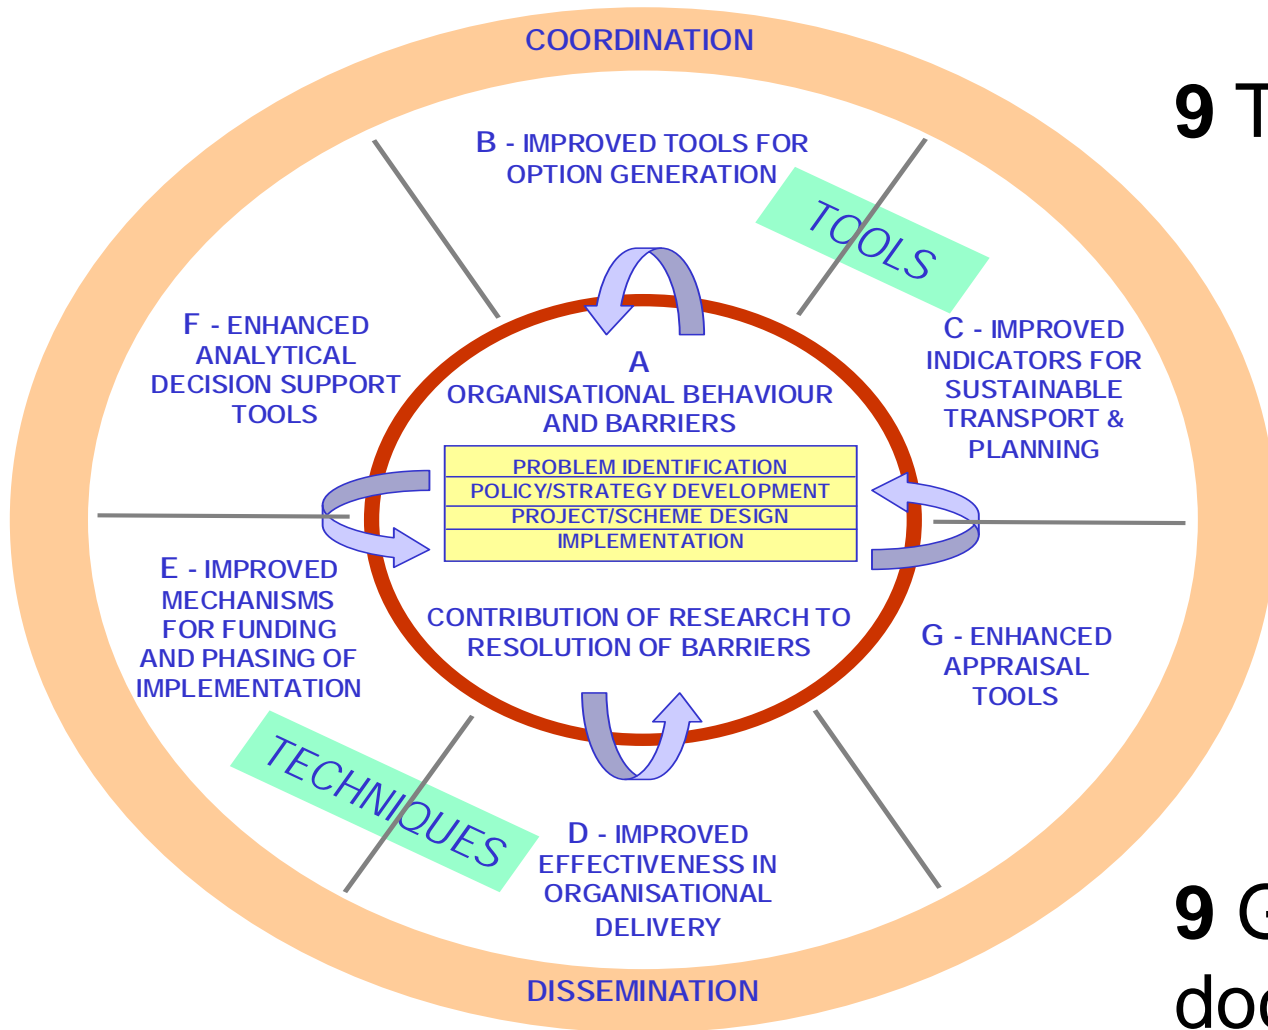 COORDINATION
9 T
B - IMPROVED TOOLS FOR
OPTION GENERATION
TOOLS
F - ENHANCED
ANALYTICAL
DECISION SUPPORT
TOOLS
C - IMPROVED
INDICATORS FOR
SUSTAINABLE
TRANSPORT &
PLANNING
A
ORGANISATIONAL BEHAVIOUR
AND BARRIERS
PROBLEM IDENTIFICATION
POLICY/STRATEGY DEVELOPMENT
PROJECT/SCHEME DESIGN
IMPLEMENTATION
CONTRIBUTION OF RESEARCH TO
RESOLUTION OF BARRIERS
E - IMPROVED
MECHANISMS
FOR FUNDING
AND PHASING OF
IMPLEMENTATION
G - ENHANCED
APPRAISAL
TOOLS
TECHNIQUES
D - IMPROVED
EFFECTIVENESS IN
ORGANISATIONAL
DELIVERY
9 G
DISSEMINATION